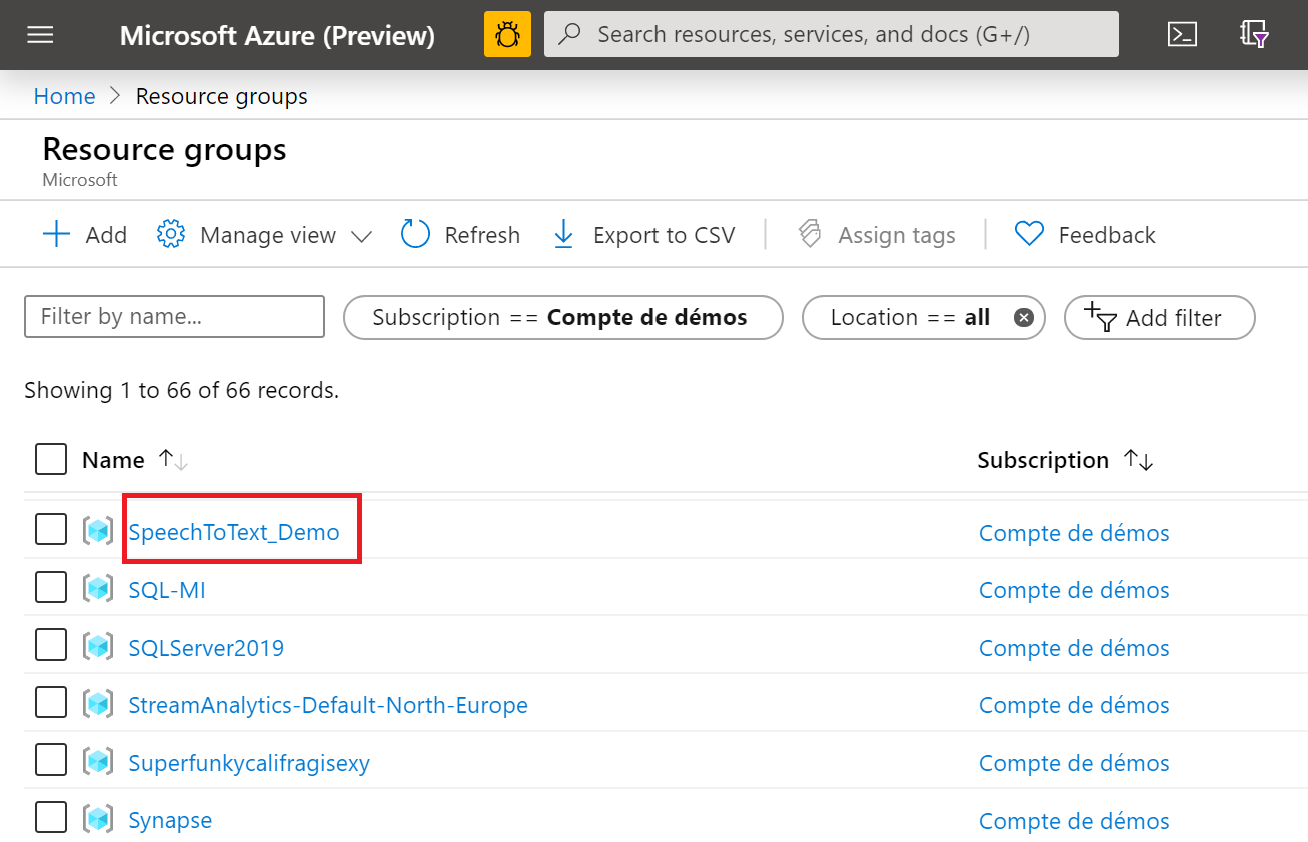 Microsoft Azure (Preview) Search resources, services, and docs (G+/)
Home > Resource groups
Resource groups
Microsoft
Add Manage view Refresh Export to CSV Assign tags Feedback
Filter by name... Subscription == Compte de démos Location == all Add filter
Showing 1 to 66 of 66 records.
Name ↑↓ Subscription ↑↓
SpeechToText_Demo Compte de démos
SQL-MI Compte de démos
SQLServer2019 Compte de démos
StreamAnalytics-Default-North-Europe Compte de démos
Superfunkycalifragisexy Compte de démos
Synapse Compte de démos